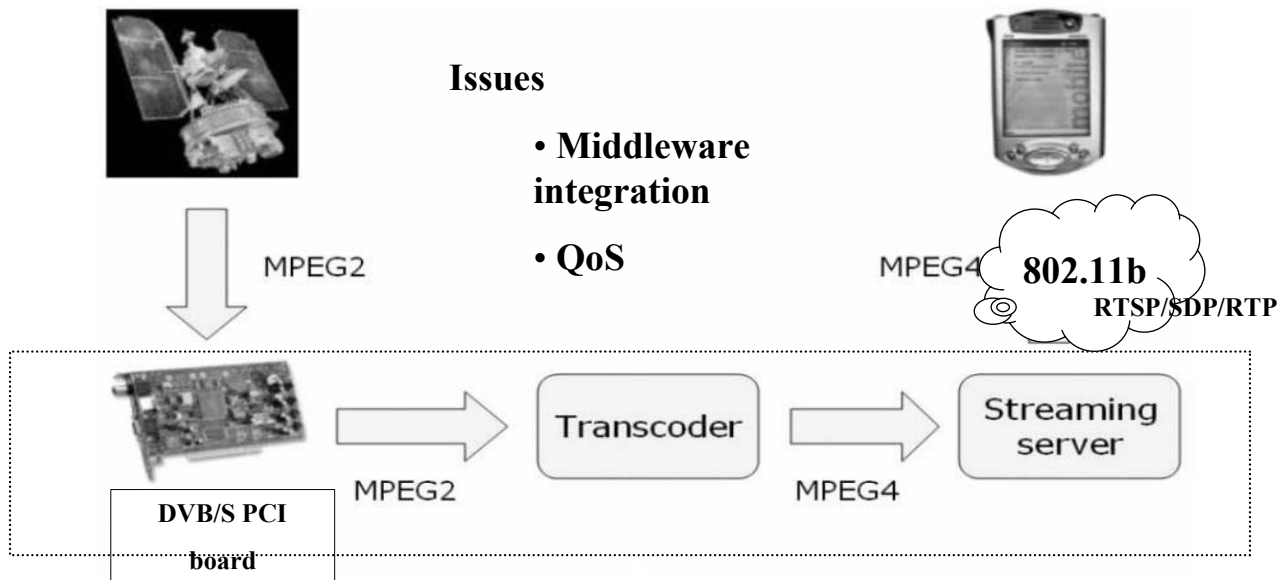 Issues
• Middleware
integration
• QoS
MPEG2
MPEG4
802.11b
RTSP/SDP/RTP
Transcoder
Streaming
server
MPEG2
MPEG4
DVB/S PCI
board